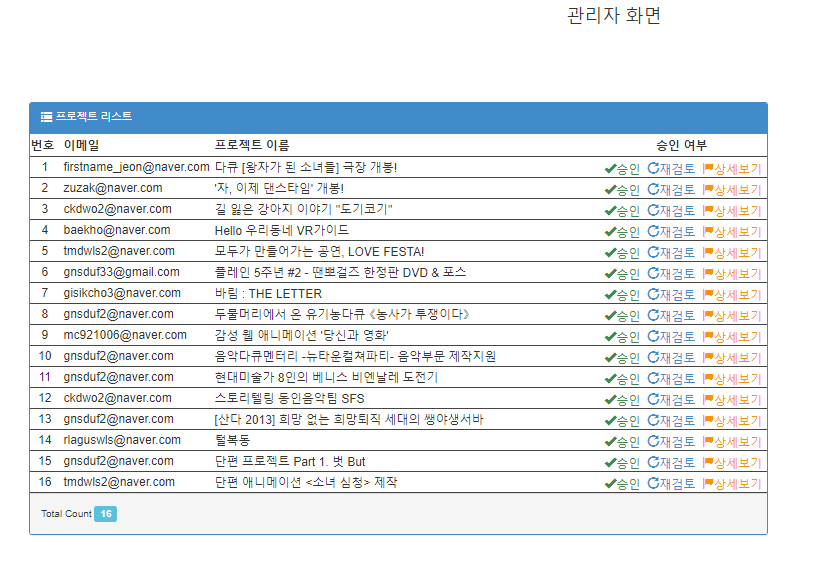 관리자 화면
프로젝트 리스트
번호 이메일 프로젝트 이름 승인 여부
1 firstname_jeon@naver.com 다큐 [왕자가 된 소녀들] 극장 개봉! 승인 재검토 상세보기
2 zuzak@naver.com '자, 이제 댄스타임' 개봉! 승인 재검토 상세보기
3 ckdwo2@naver.com 길 잃은 강아지 이야기 "도기코기" 승인 재검토 상세보기
4 baekho@naver.com Hello 우리동네 VR가이드 승인 재검토 상세보기
5 tmdwls2@naver.com 모두가 만들어가는 공연, LOVE FESTA! 승인 재검토 상세보기
6 gnsduf33@gmail.com 플레인 5주년 #2 - 땐뽀걸즈 한정판 DVD & 포스 승인 재검토 상세보기
7 gisikcho3@naver.com 바림 : THE LETTER 승인 재검토 상세보기
8 gnsduf2@naver.com 두물머리에서 온 유기농다큐 《농사가 투쟁이다》 승인 재검토 상세보기
9 mc921006@naver.com 감성 웹 애니메이션 '당신과 영화' 승인 재검토 상세보기
10 gnsduf2@naver.com 음악다큐멘터리 -뉴타운컬쳐파티- 음악부문 제작지원 승인 재검토 상세보기
11 gnsduf2@naver.com 현대미술가 8인의 베니스 비엔날레 도전기 승인 재검토 상세보기
12 ckdwo2@naver.com 스토리텔링 동인음악팀 SFS 승인 재검토 상세보기
13 gnsduf2@naver.com [산다 2013] 희망 없는 희망퇴직 세대의 쌩야생서바 승인 재검토 상세보기
14 rlaguswls@naver.com 털복동 승인 재검토 상세보기
15 gnsduf2@naver.com 단편 프로젝트 Part 1. 벗 But 승인 재검토 상세보기
16 tmdwls2@naver.com 단편 애니메이션 <소녀 심청> 제작 승인 재검토 상세보기
Total Count 16